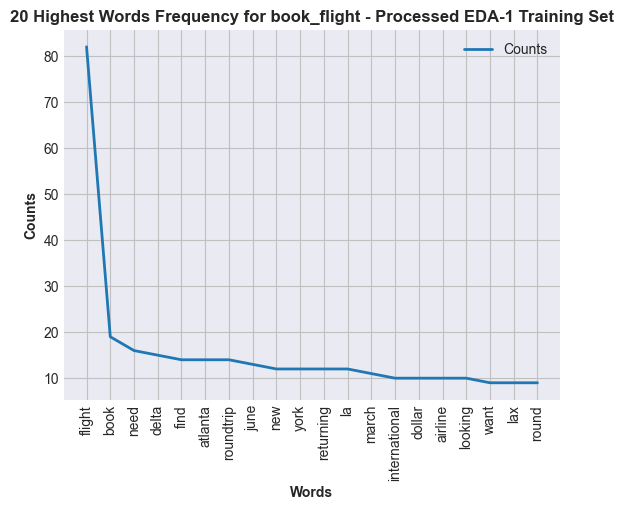 20 Highest Words Frequency for book_flight - Processed EDA-1 Training Set
Counts
80
70
60
50
40
30
20
10
Counts
flight
book
need
delta
find
atlanta
roundtrip
june
new
york
returning
la
march
international
dollar
airline
looking
want
lax
round
Words